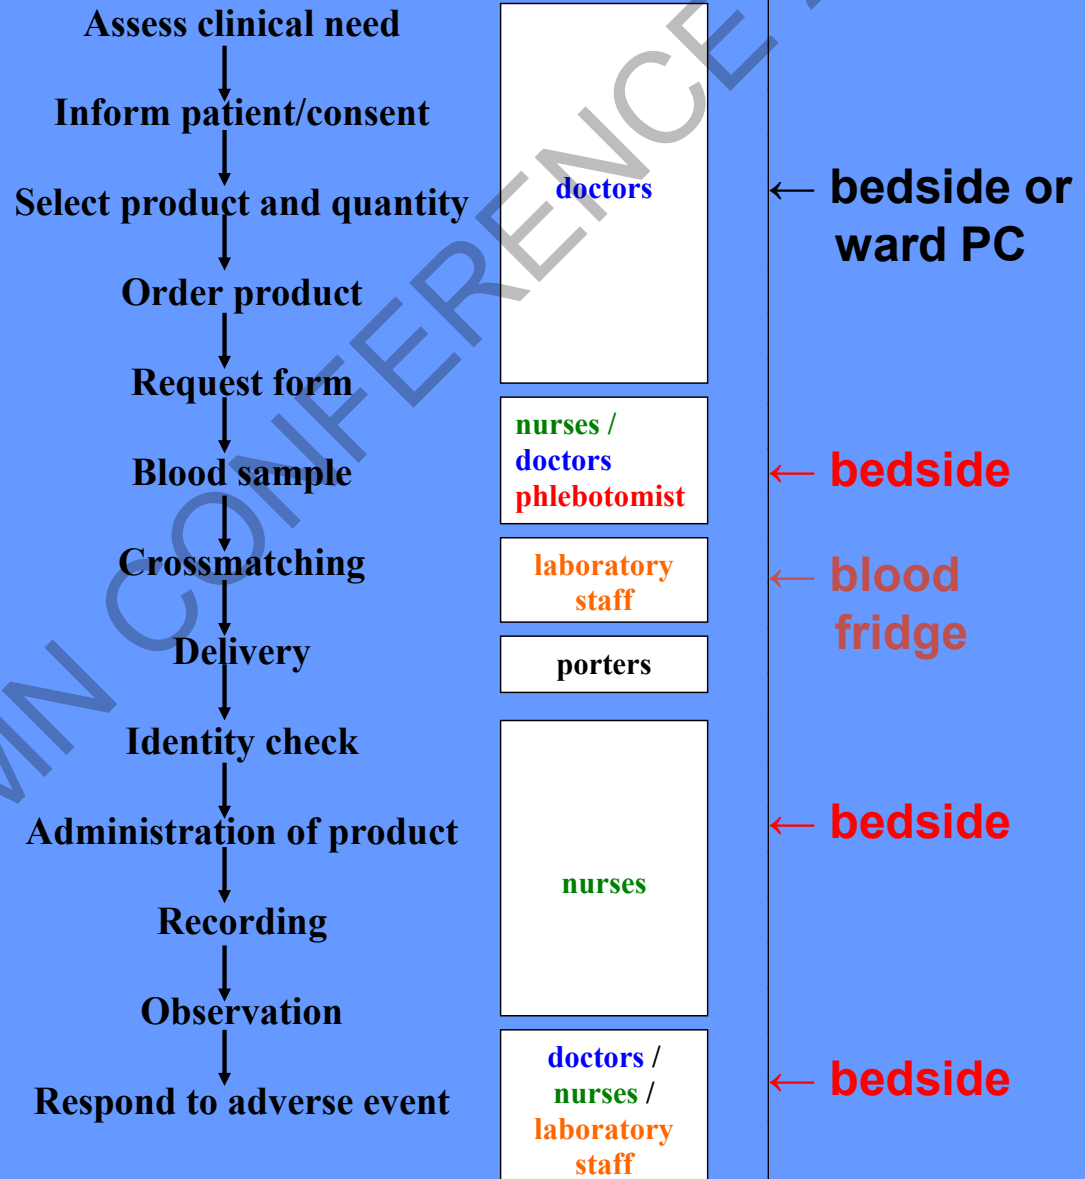 Assess clinical need
Inform patient/consent
Select product and quantity
Order product
Request form
Blood sample
Crossmatching
Delivery
Identity check
Administration of product
Recording
Observation
Respond to adverse event
doctors
nurses /
doctors
phlebotomist
laboratory
staff
porters
nurses
doctors /
nurses /
laboratory
staff
← bedside or
ward PC
← bedside
← blood
fridge
← bedside
← bedside
CONFERENCE